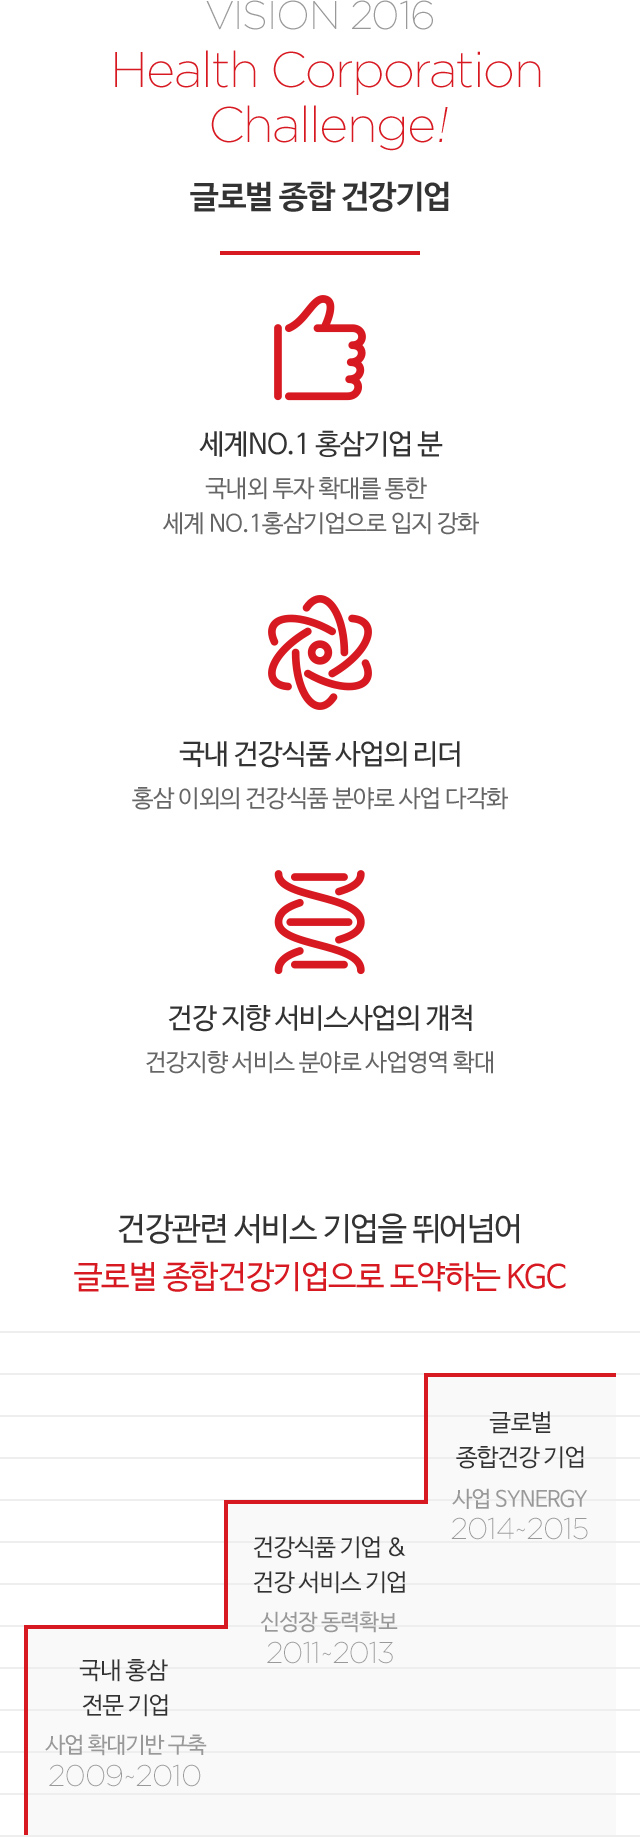 VISION 2016
Health Corporation
Challenge!
글로벌 종합 건강기업
세계NO.1 홍삼기업 분
국내외 투자 확대를 통한
세계 NO.1홍삼기업으로 입지 강화
국내 건강식품 사업의 리더
홍삼 이외의 건강식품 분야로 사업 다각화
건강 지향 서비스사업의 개척
건강지향 서비스 분야로 사업영역 확대
건강관련 서비스 기업을 뛰어넘어
글로벌 종합건강기업으로 도약하는 KGC
글로벌
종합건강 기업
사업 SYNERGY
2014~2015
건강식품 기업 &
건강 서비스 기업
신성장 동력확보
2011~2013
국내 홍삼
전문 기업
사업 확대기반 구축
2009~2010